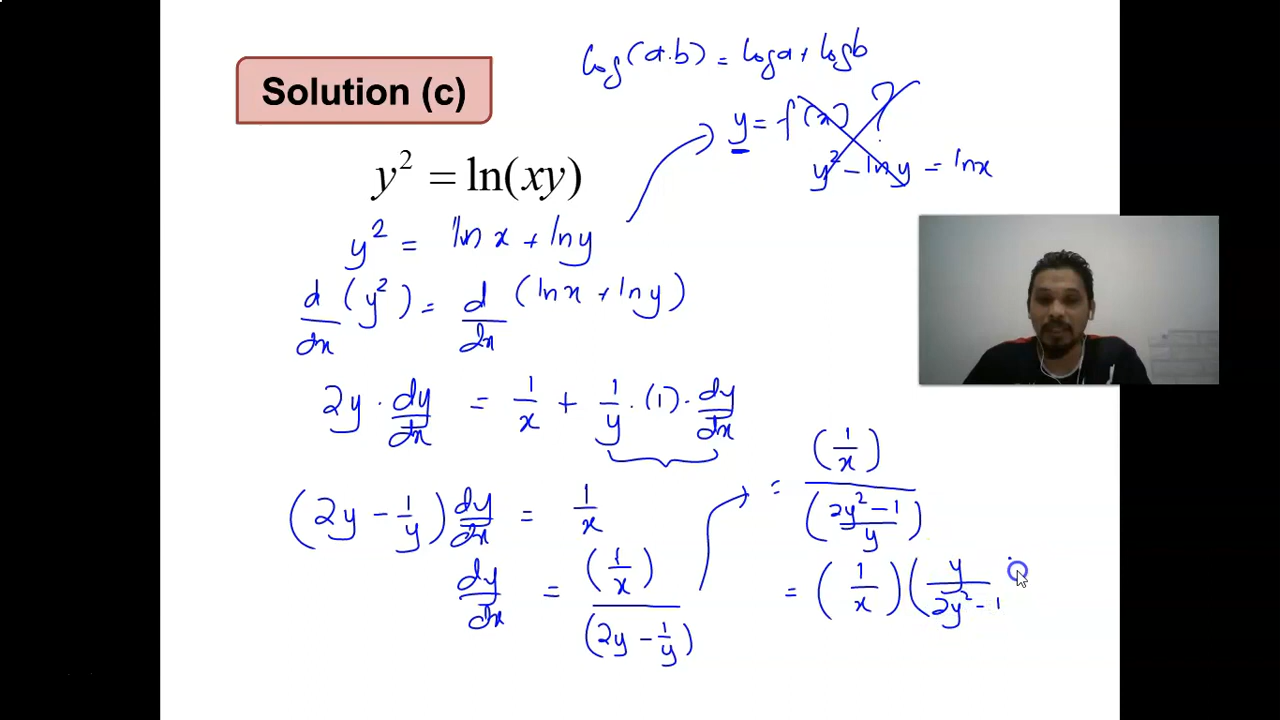 log(a.b) = log a + log b
Solution (c)
y = f(x) ?
y² - ln y = ln x
y² = ln(xy)
y² = ln x + ln y
d/dx (y²) = d/dx (ln x + ln y)
2y · dy/dx = 1/x + 1/y · (1) · dy/dx
(2y - 1/y) dy/dx = 1/x
dy/dx = (1/x) / (2y - 1/y)
= (1/x) / ((2y² - 1)/y)
= (1/x) (y/(2y² - 1)